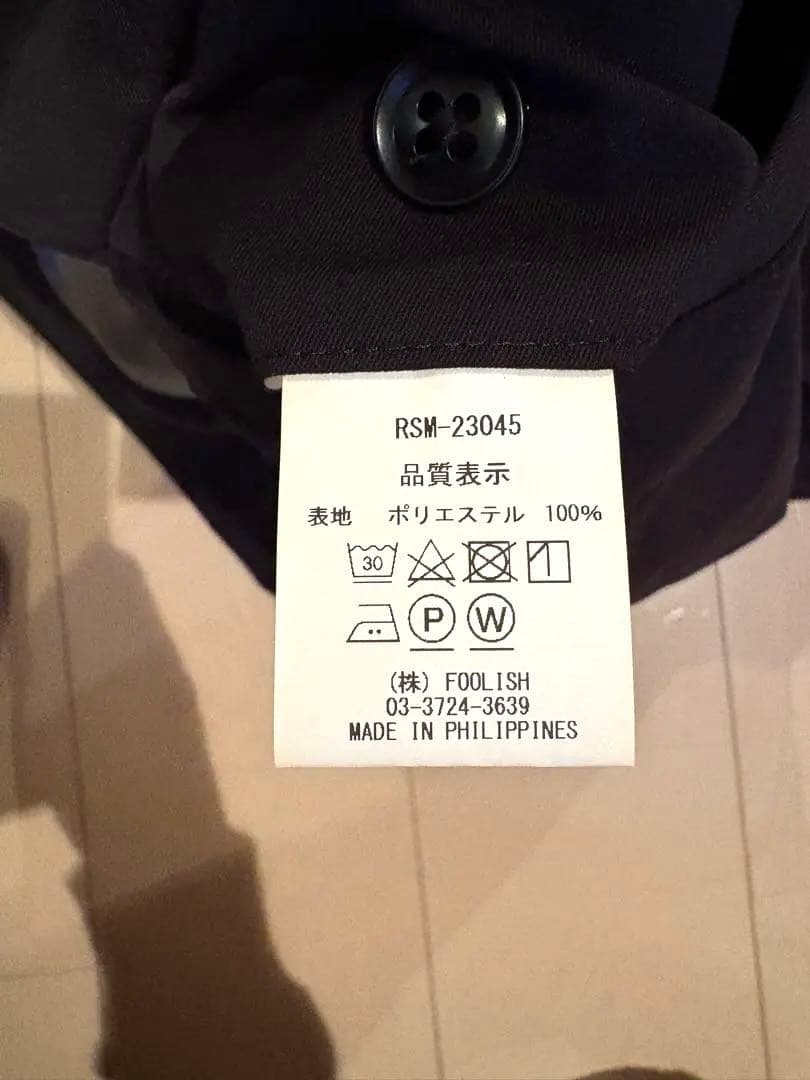 RSM-23045
品質表示
表地 ポリエステル 100%
30
P W
(株) FOOLISH
03-3724-3639
MADE IN PHILIPPINES